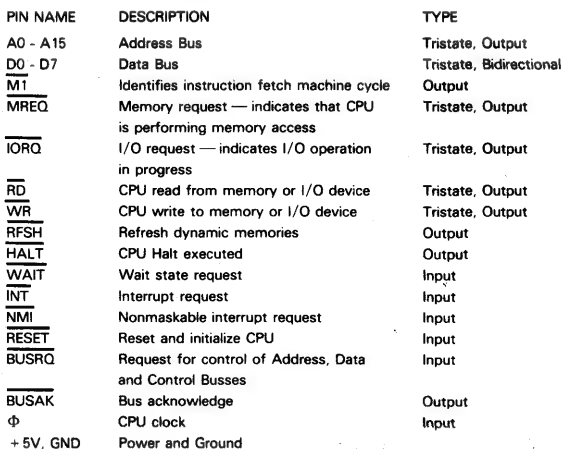 PIN NAME DESCRIPTION TYPE
A0 - A15 Address Bus Tristate, Output
D0 - D7 Data Bus Tristate, Bidirectional
M1 Identifies instruction fetch machine cycle Output
MREQ Memory request — indicates that CPU Tristate, Output
is performing memory access
IORQ I/O request — indicates I/O operation Tristate, Output
in progress
RD CPU read from memory or I/O device Tristate, Output
WR CPU write to memory or I/O device Tristate, Output
RFSH Refresh dynamic memories Output
HALT CPU Halt executed Output
WAIT Wait state request Input
INT Interrupt request Input
NMI Nonmaskable interrupt request Input
RESET Reset and initialize CPU Input
BUSRQ Request for control of Address, Data Input
and Control Busses
BUSAK Bus acknowledge Output
Φ CPU clock Input
+5V, GND Power and Ground